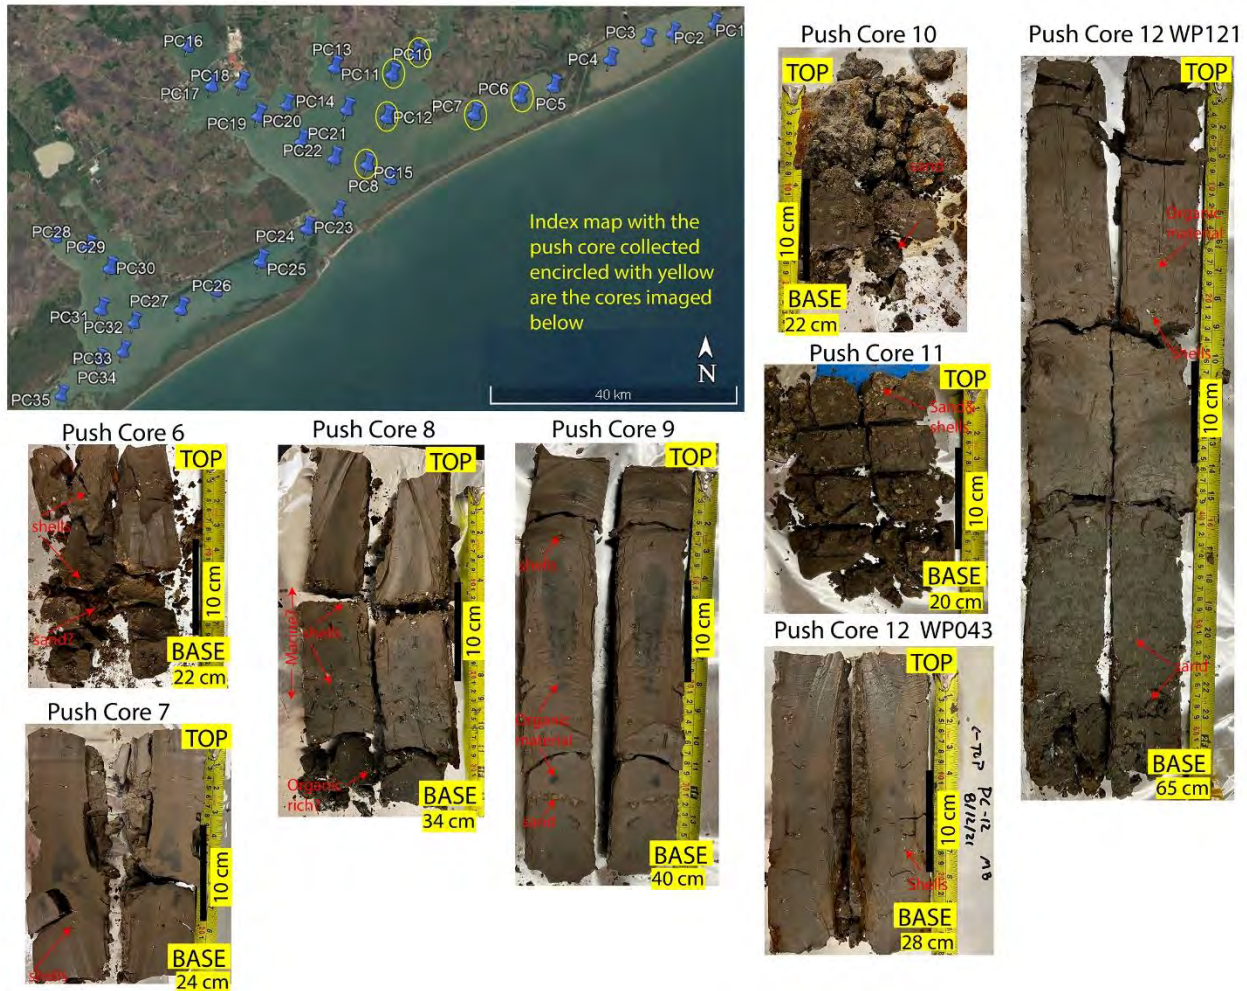 PC16
PC13
PC10
PC3
PC2
PC1
PC4
PC18
PC11
PC17
PC6
PC5
PC14
PC7
PC12
PC19
PC20
PC21
PC22
PC15
PC8
PC23
PC24
PC28
PC29
PC25
PC30
PC26
PC27
PC31
PC32
PC33
PC34
PC35
Index map with the
push core collected
encircled with yellow
are the cores imaged
below
N
40 km
Push Core 10
TOP
sand
10 cm
BASE
22 cm
Push Core 12 WP121
TOP
Organic
material
shells
10 cm
sand
BASE
65 cm
Push Core 11
TOP
Sand&
shells
10 cm
BASE
20 cm
Push Core 6
TOP
shells
10 cm
sand?
BASE
22 cm
Push Core 8
TOP
shells
10 cm
Organic
rich?
BASE
34 cm
Push Core 9
TOP
shells
10 cm
Organic
material
sand
BASE
40 cm
Push Core 12 WP043
TOP
10 cm
Shells
BASE
28 cm
← TOP
PC-12 MB
8/12/21
Push Core 7
TOP
10 cm
shells
BASE
24 cm